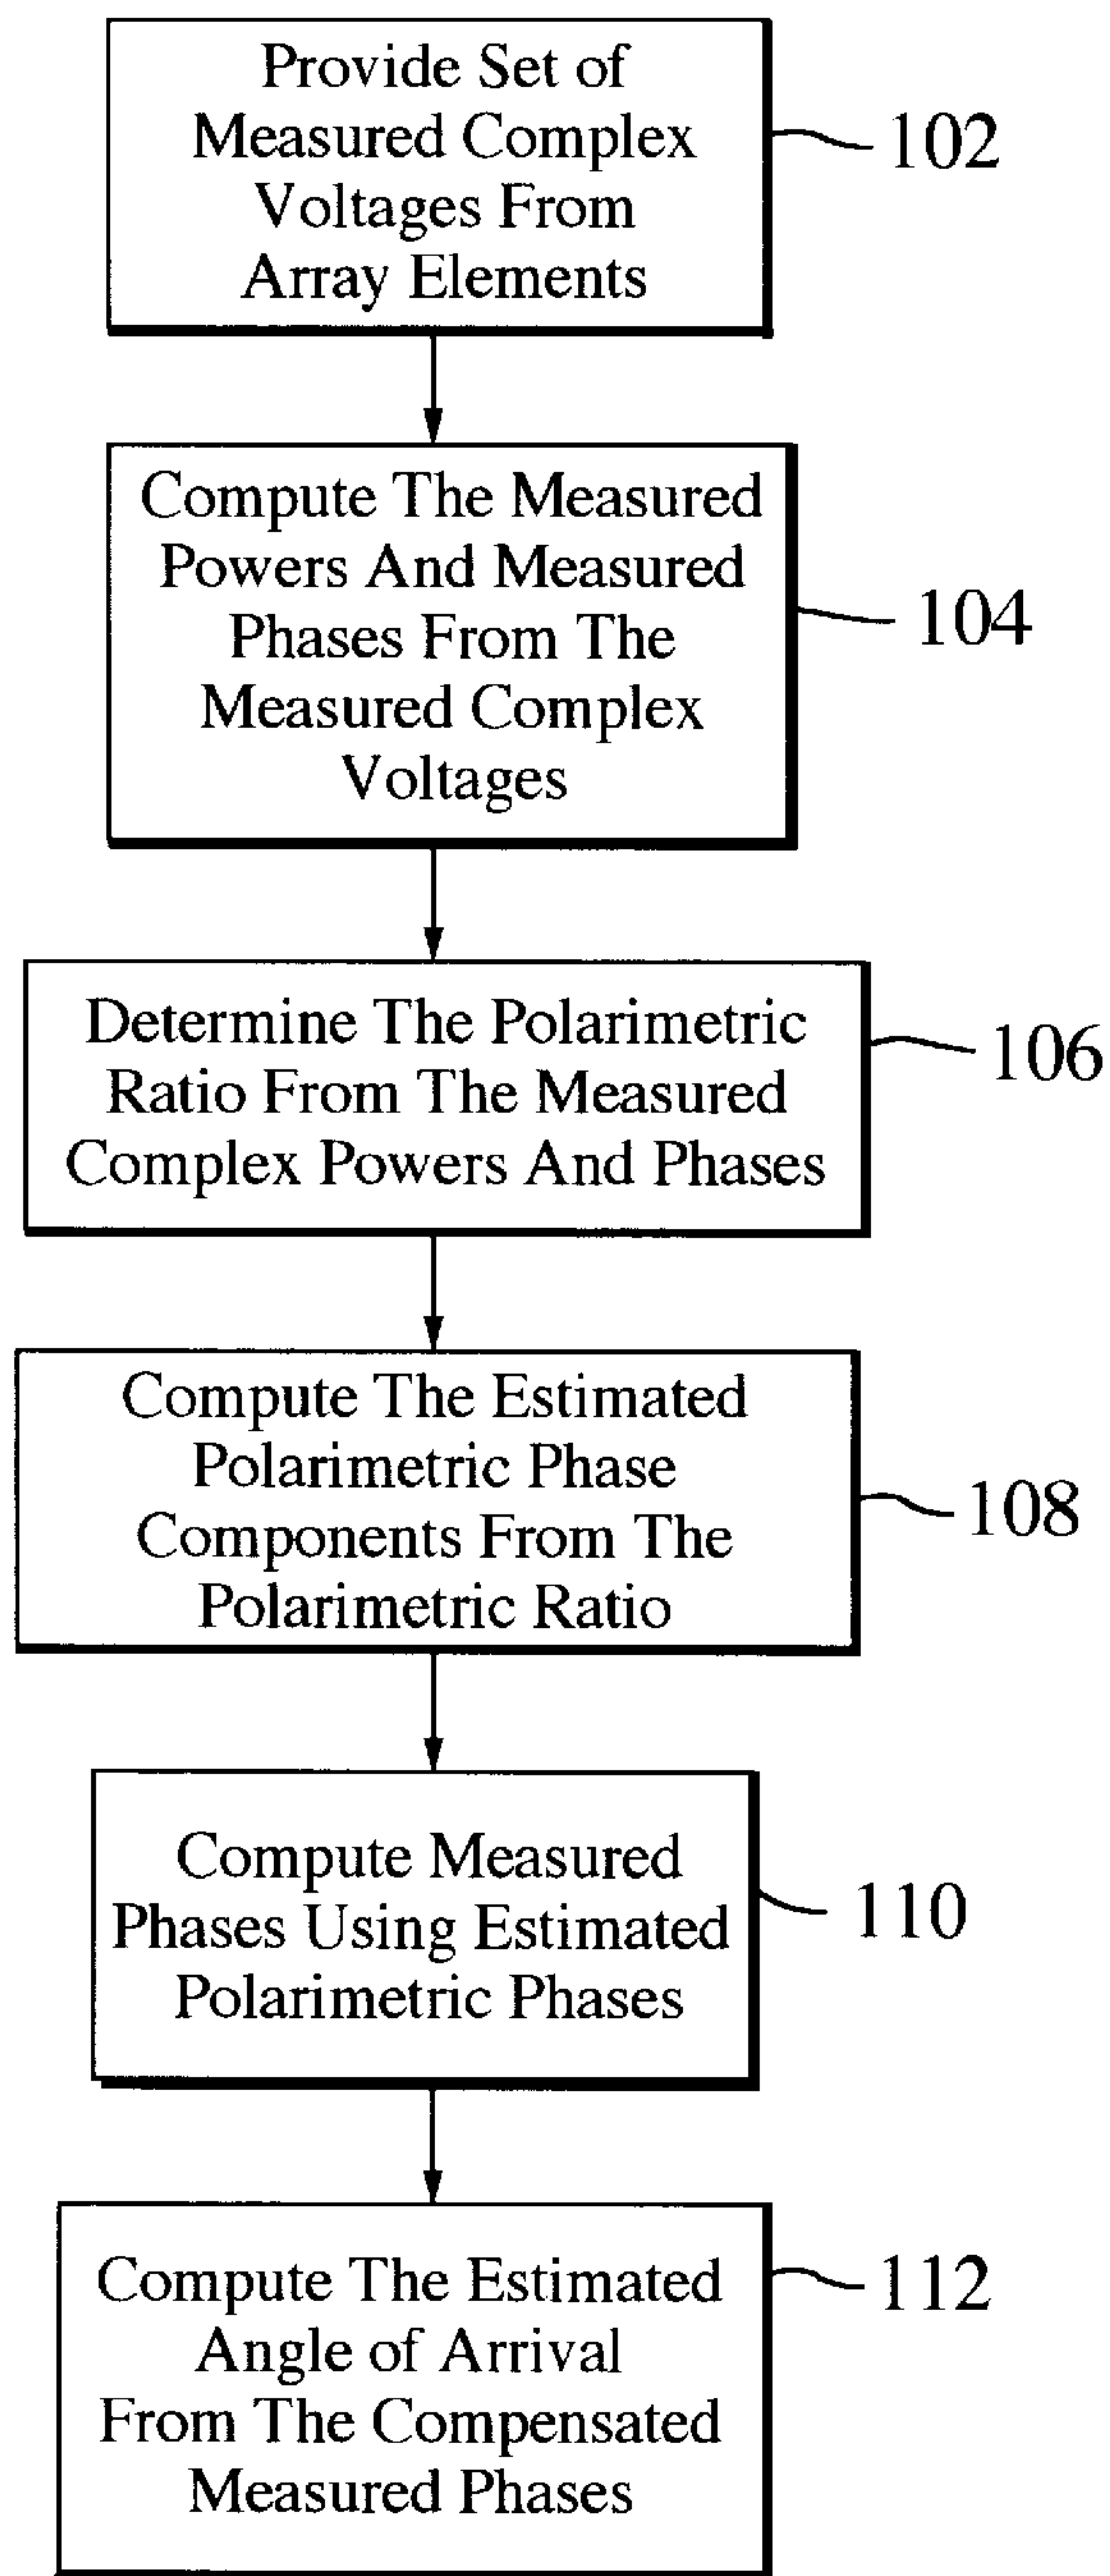 Provide Set of
Measured Complex
Voltages From
Array Elements
102
Compute The Measured
Powers And Measured
Phases From The
Measured Complex
Voltages
104
Determine The Polarimetric
Ratio From The Measured
Complex Powers And Phases
106
Compute The Estimated
Polarimetric Phase
Components From The
Polarimetric Ratio
108
Compute Measured
Phases Using Estimated
Polarimetric Phases
110
Compute The Estimated
Angle of Arrival
From The Compensated
Measured Phases
112